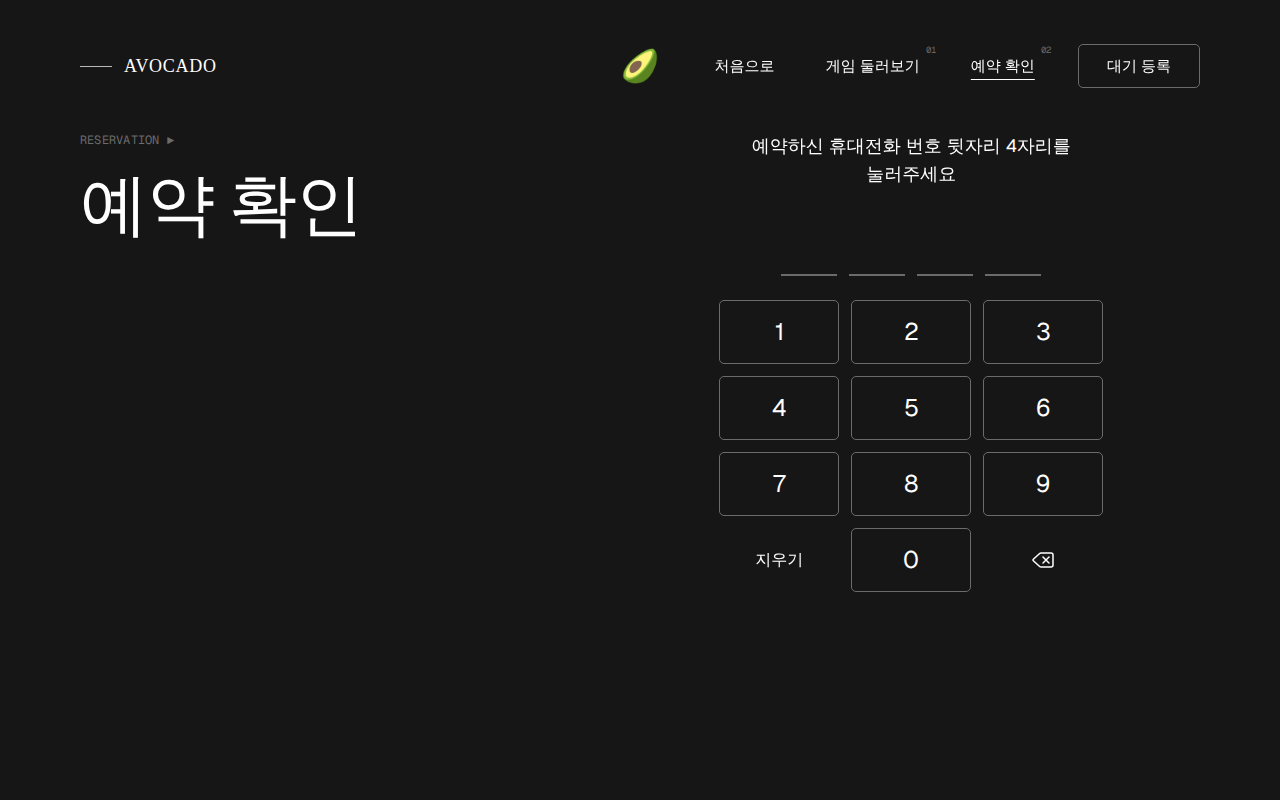 AVOCADO
처음으로
게임 둘러보기 01
예약 확인 02
대기 등록
RESERVATION ▶
예약 확인
예약하신 휴대전화 번호 뒷자리 4자리를
눌러주세요
1 2 3
4 5 6
7 8 9
지우기 0